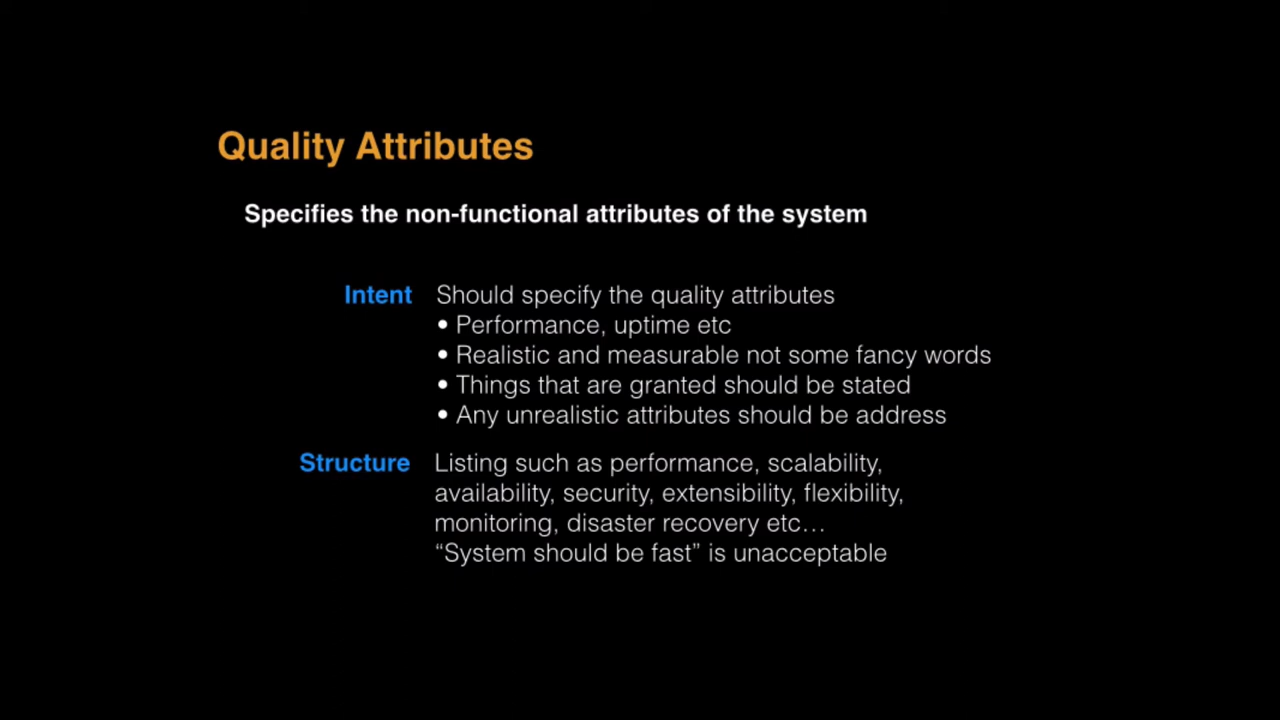 Quality Attributes
Specifies the non-functional attributes of the system
Intent Should specify the quality attributes
• Performance, uptime etc
• Realistic and measurable not some fancy words
• Things that are granted should be stated
• Any unrealistic attributes should be address
Structure Listing such as performance, scalability,
availability, security, extensibility, flexibility,
monitoring, disaster recovery etc…
“System should be fast” is unacceptable